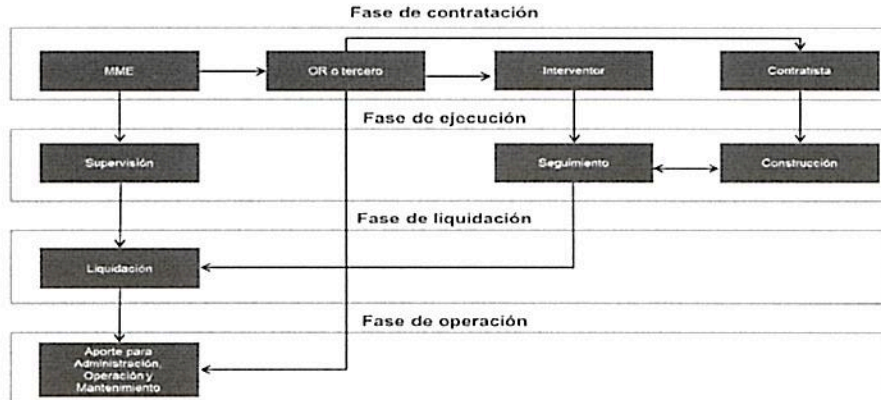 Fase de contratación
MME
OR o tercero
Interventor
Contratista
Fase de ejecución
Supervisión
Seguimiento
Construcción
Fase de liquidación
Liquidación
Fase de operación
Aporte para
Administración,
Operación y
Mantenimiento